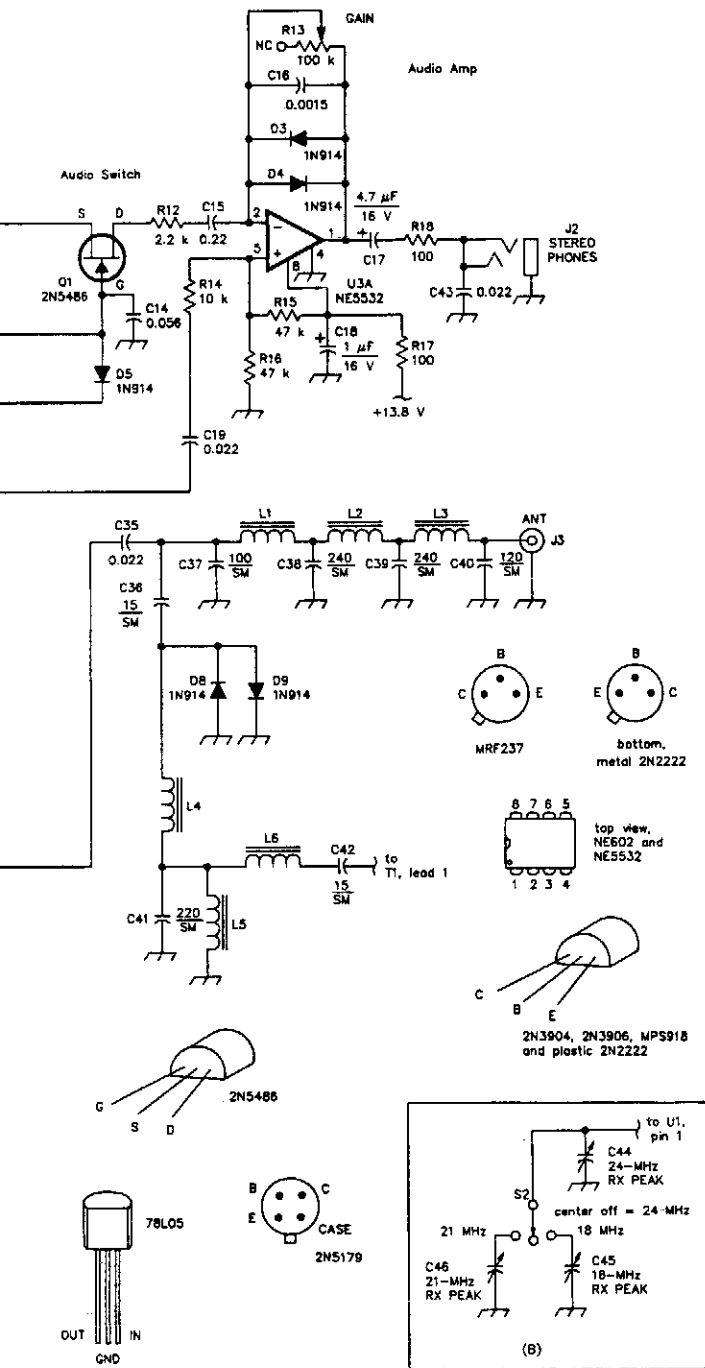 GAIN
R13
NC
100 k
Audio Amp
C16
0.0015
D3
1N914
D4
1N914
Audio Switch
S
D
R12
2.2 k
C15
0.22
2
−
5
+
8
4
1
4.7 µF
16 V
+
C17
R18
100
J2
STEREO
PHONES
Q1
2N5486
G
C14
0.056
R14
10 k
U3A
NE5532
R15
47 k
C43
0.022
R16
47 k
+
C18
1 µF
16 V
R17
100
+13.8 V
D5
1N914
C19
0.022
C35
0.022
L1
L2
L3
ANT
J3
C37
100
SM
C38
240
SM
C39
240
SM
C40
120
SM
C36
15
SM
D8
1N914
D9
1N914
B
C
E
MRF237
B
E
C
bottom,
metal 2N2222
L4
8 7 6 5
top view,
NE602 and
NE5532
1 2 3 4
L6
C42
15
SM
to
T1, lead 1
C41
220
SM
L5
C
B
E
2N3904, 2N3906, MPS918
and plastic 2N2222
G
S
D
2N5486
78L05
OUT
IN
GND
B
C
E
CASE
2N5179
to U1,
pin 1
C44
24-MHz
RX PEAK
S2
center off = 24-MHz
21 MHz
18 MHz
C46
21-MHz
RX PEAK
C45
18-MHz
RX PEAK
(B)